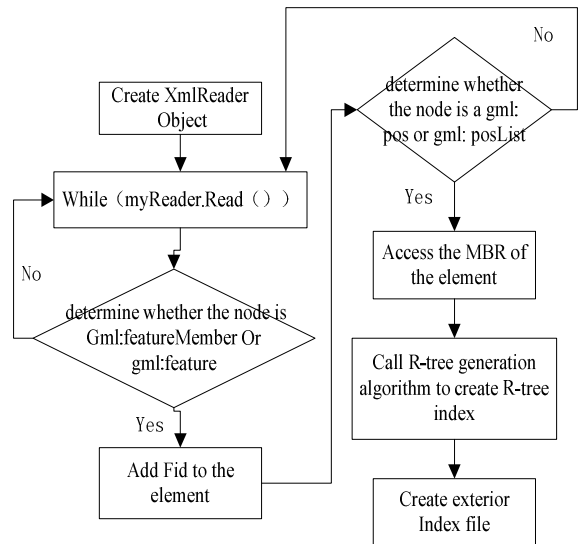 Create XmlReader
Object
While（myReader.Read（））
No
determine whether the node is
Gml:featureMember Or
gml:feature
Yes
Add Fid to the
element
No
determine whether
the node is a gml:
pos or gml: posList
Yes
Access the MBR of
the element
Call R-tree generation
algorithm to create R-tree
index
Create exterior
Index file